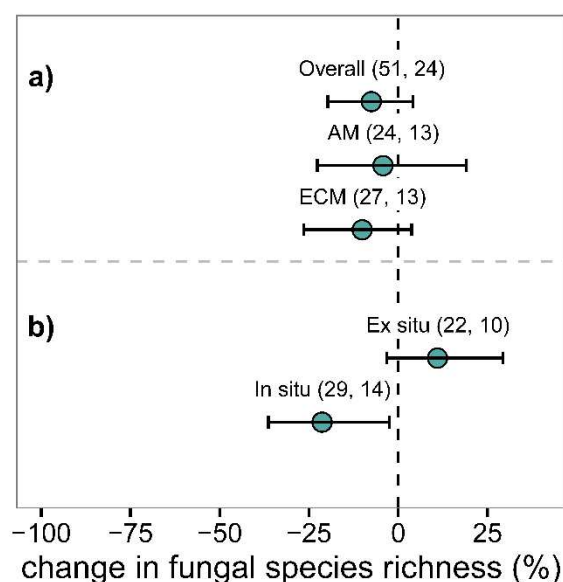 a)
Overall (51, 24)
AM (24, 13)
ECM (27, 13)
b)
Ex situ (22, 10)
In situ (29, 14)
−100 −75 −50 −25 0 25
change in fungal species richness (%)